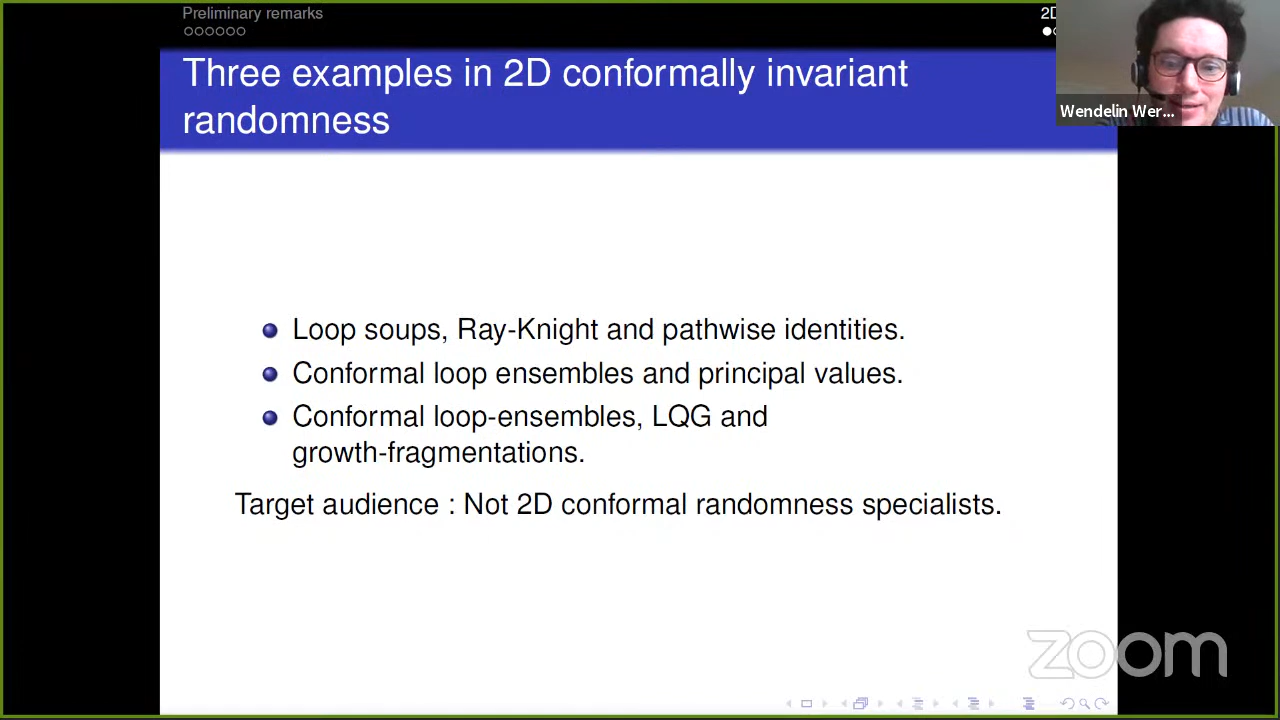 Preliminary remarks
2D
Three examples in 2D conformally invariant
randomness
Wendelin Wer...
Loop soups, Ray-Knight and pathwise identities.
Conformal loop ensembles and principal values.
Conformal loop-ensembles, LQG and
growth-fragmentations.
Target audience : Not 2D conformal randomness specialists.
zoom